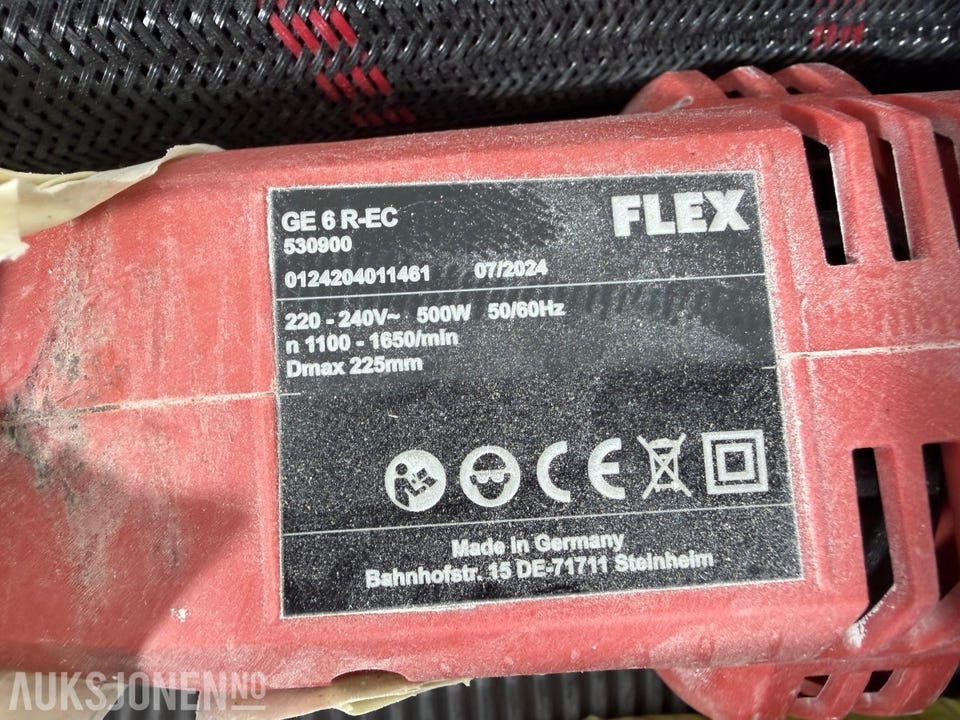 GE 6 R-EC
FLEX
530900
0124204011461 07/2024
220 - 240V~ 500W 50/60Hz
n 1100 - 1650/min
Dmax 225mm
CE
Made in Germany
Bahnhofstr. 15 DE-71711 Steinheim
AUKSJONEN.NO